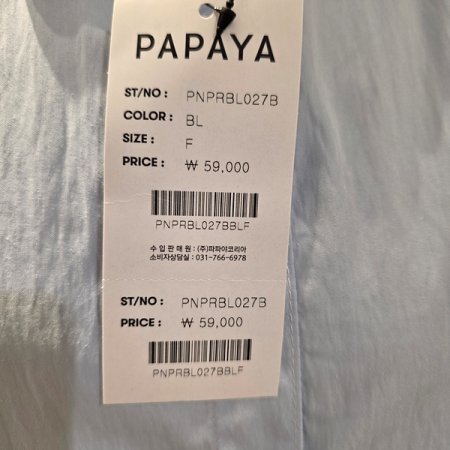 PAPAYA
ST/NO : PNPRBL027B
COLOR : BL
SIZE : F
PRICE : ₩ 59,000
PNPRBL027BBLF
수 입 판 매 원 : (주)파파야코리아
소비자상담실 : 031-766-6978
ST/NO : PNPRBL027B
PRICE : ₩ 59,000
PNPRBL027BBLF